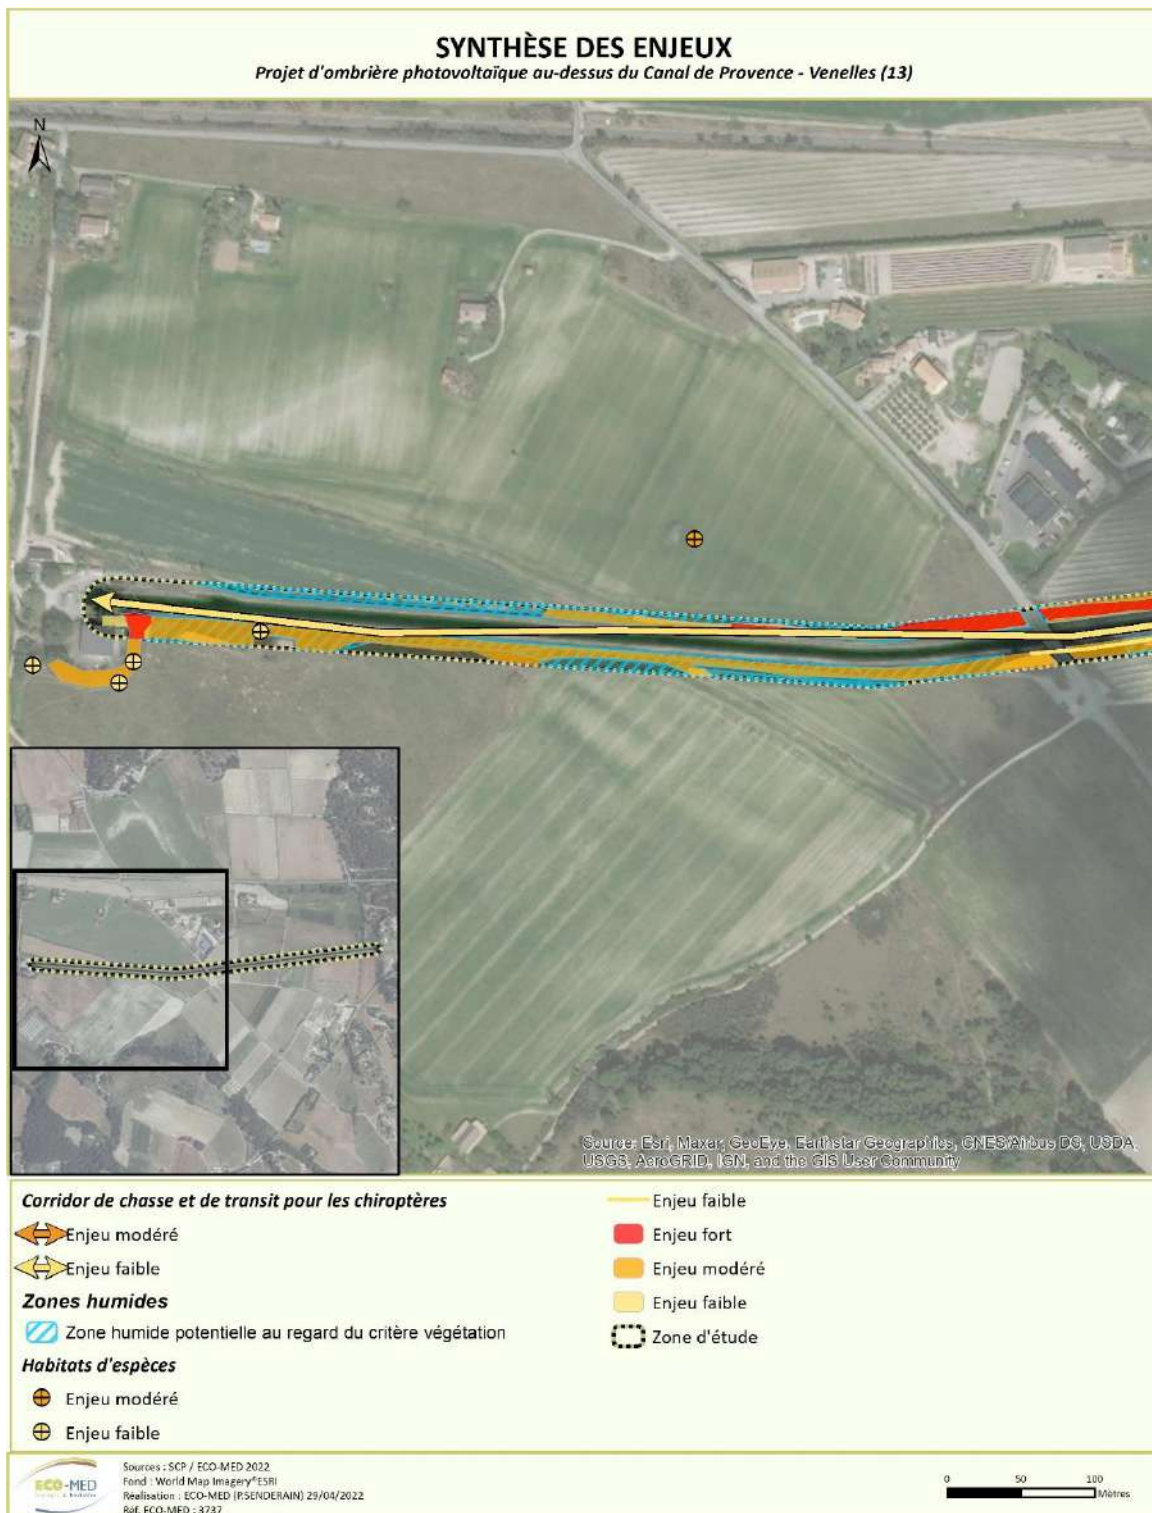 SYNTHÈSE DES ENJEUX
Projet d'ombrière photovoltaïque au-dessus du Canal de Provence - Venelles (13)
N
Source: Esri, Maxar, GeoEye, Earthstar Geographics, CNES/Airbus DS, USDA,
USGS, AeroGRID, IGN, and the GIS User Community
Corridor de chasse et de transit pour les chiroptères
Enjeu modéré
Enjeu faible
Zones humides
Zone humide potentielle au regard du critère végétation
Habitats d'espèces
Enjeu modéré
Enjeu faible
Enjeu faible
Enjeu fort
Enjeu modéré
Enjeu faible
Zone d'étude
ECO-MED
Sources : SCP / ECO-MED 2022
Fond : World Map Imagery®ESRI
Réalisation : ECO-MED (P.SENDERAIN) 29/04/2022
Réf. ECO-MED : 3737
0 50 100
Mètres